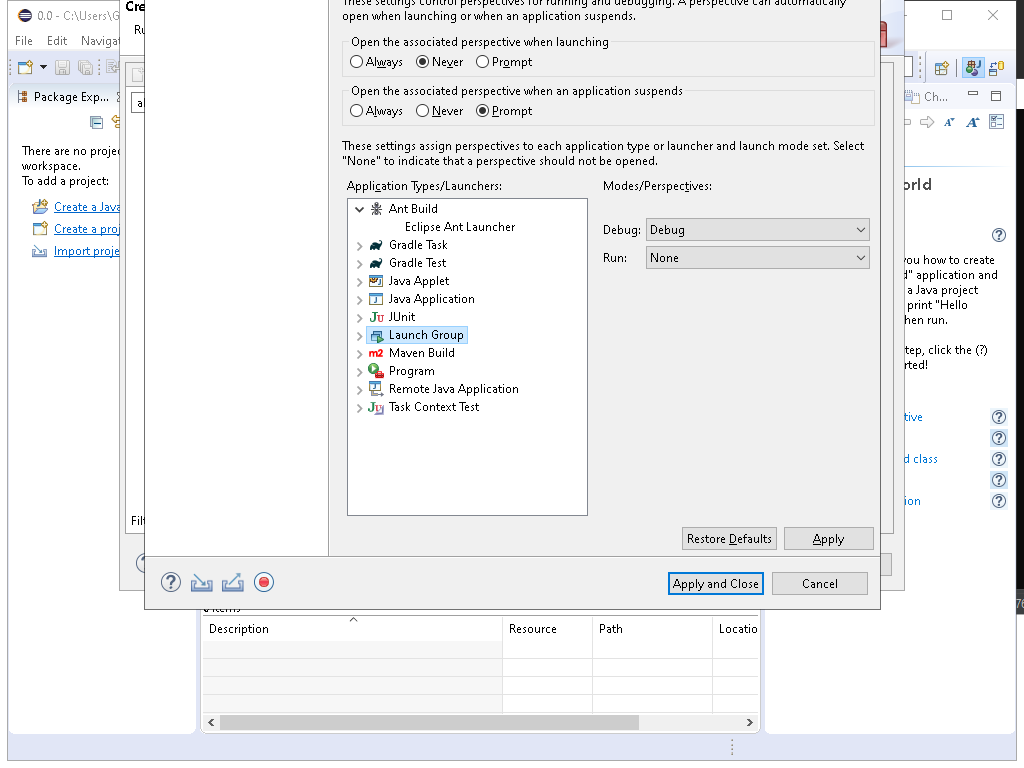 0.0 - C:\Users\G
Cre
File Edit Navigat
Package Exp...
There are no proje
workspace.
To add a project:
Create a Java
Create a proj
Import proje
These settings control perspectives for running and debugging. A perspective can automatically
open when launching or when an application suspends.
Open the associated perspective when launching
Always Never Prompt
Open the associated perspective when an application suspends
Always Never Prompt
These settings assign perspectives to each application type or launcher and launch mode set. Select
"None" to indicate that a perspective should not be opened.
Application Types/Launchers: Modes/Perspectives:
Ant Build
Eclipse Ant Launcher
Gradle Task
Gradle Test
Java Applet
Java Application
JUnit
Launch Group
Maven Build
Program
Remote Java Application
Task Context Test
Debug: Debug
Run: None
Restore Defaults Apply
Apply and Close Cancel
Ch...
orld
you how to create
d" application and
a Java project
print "Hello
hen run.
tep, click the (?)
rted!
tive
d class
ion
Filt
Description Resource Path Locatio